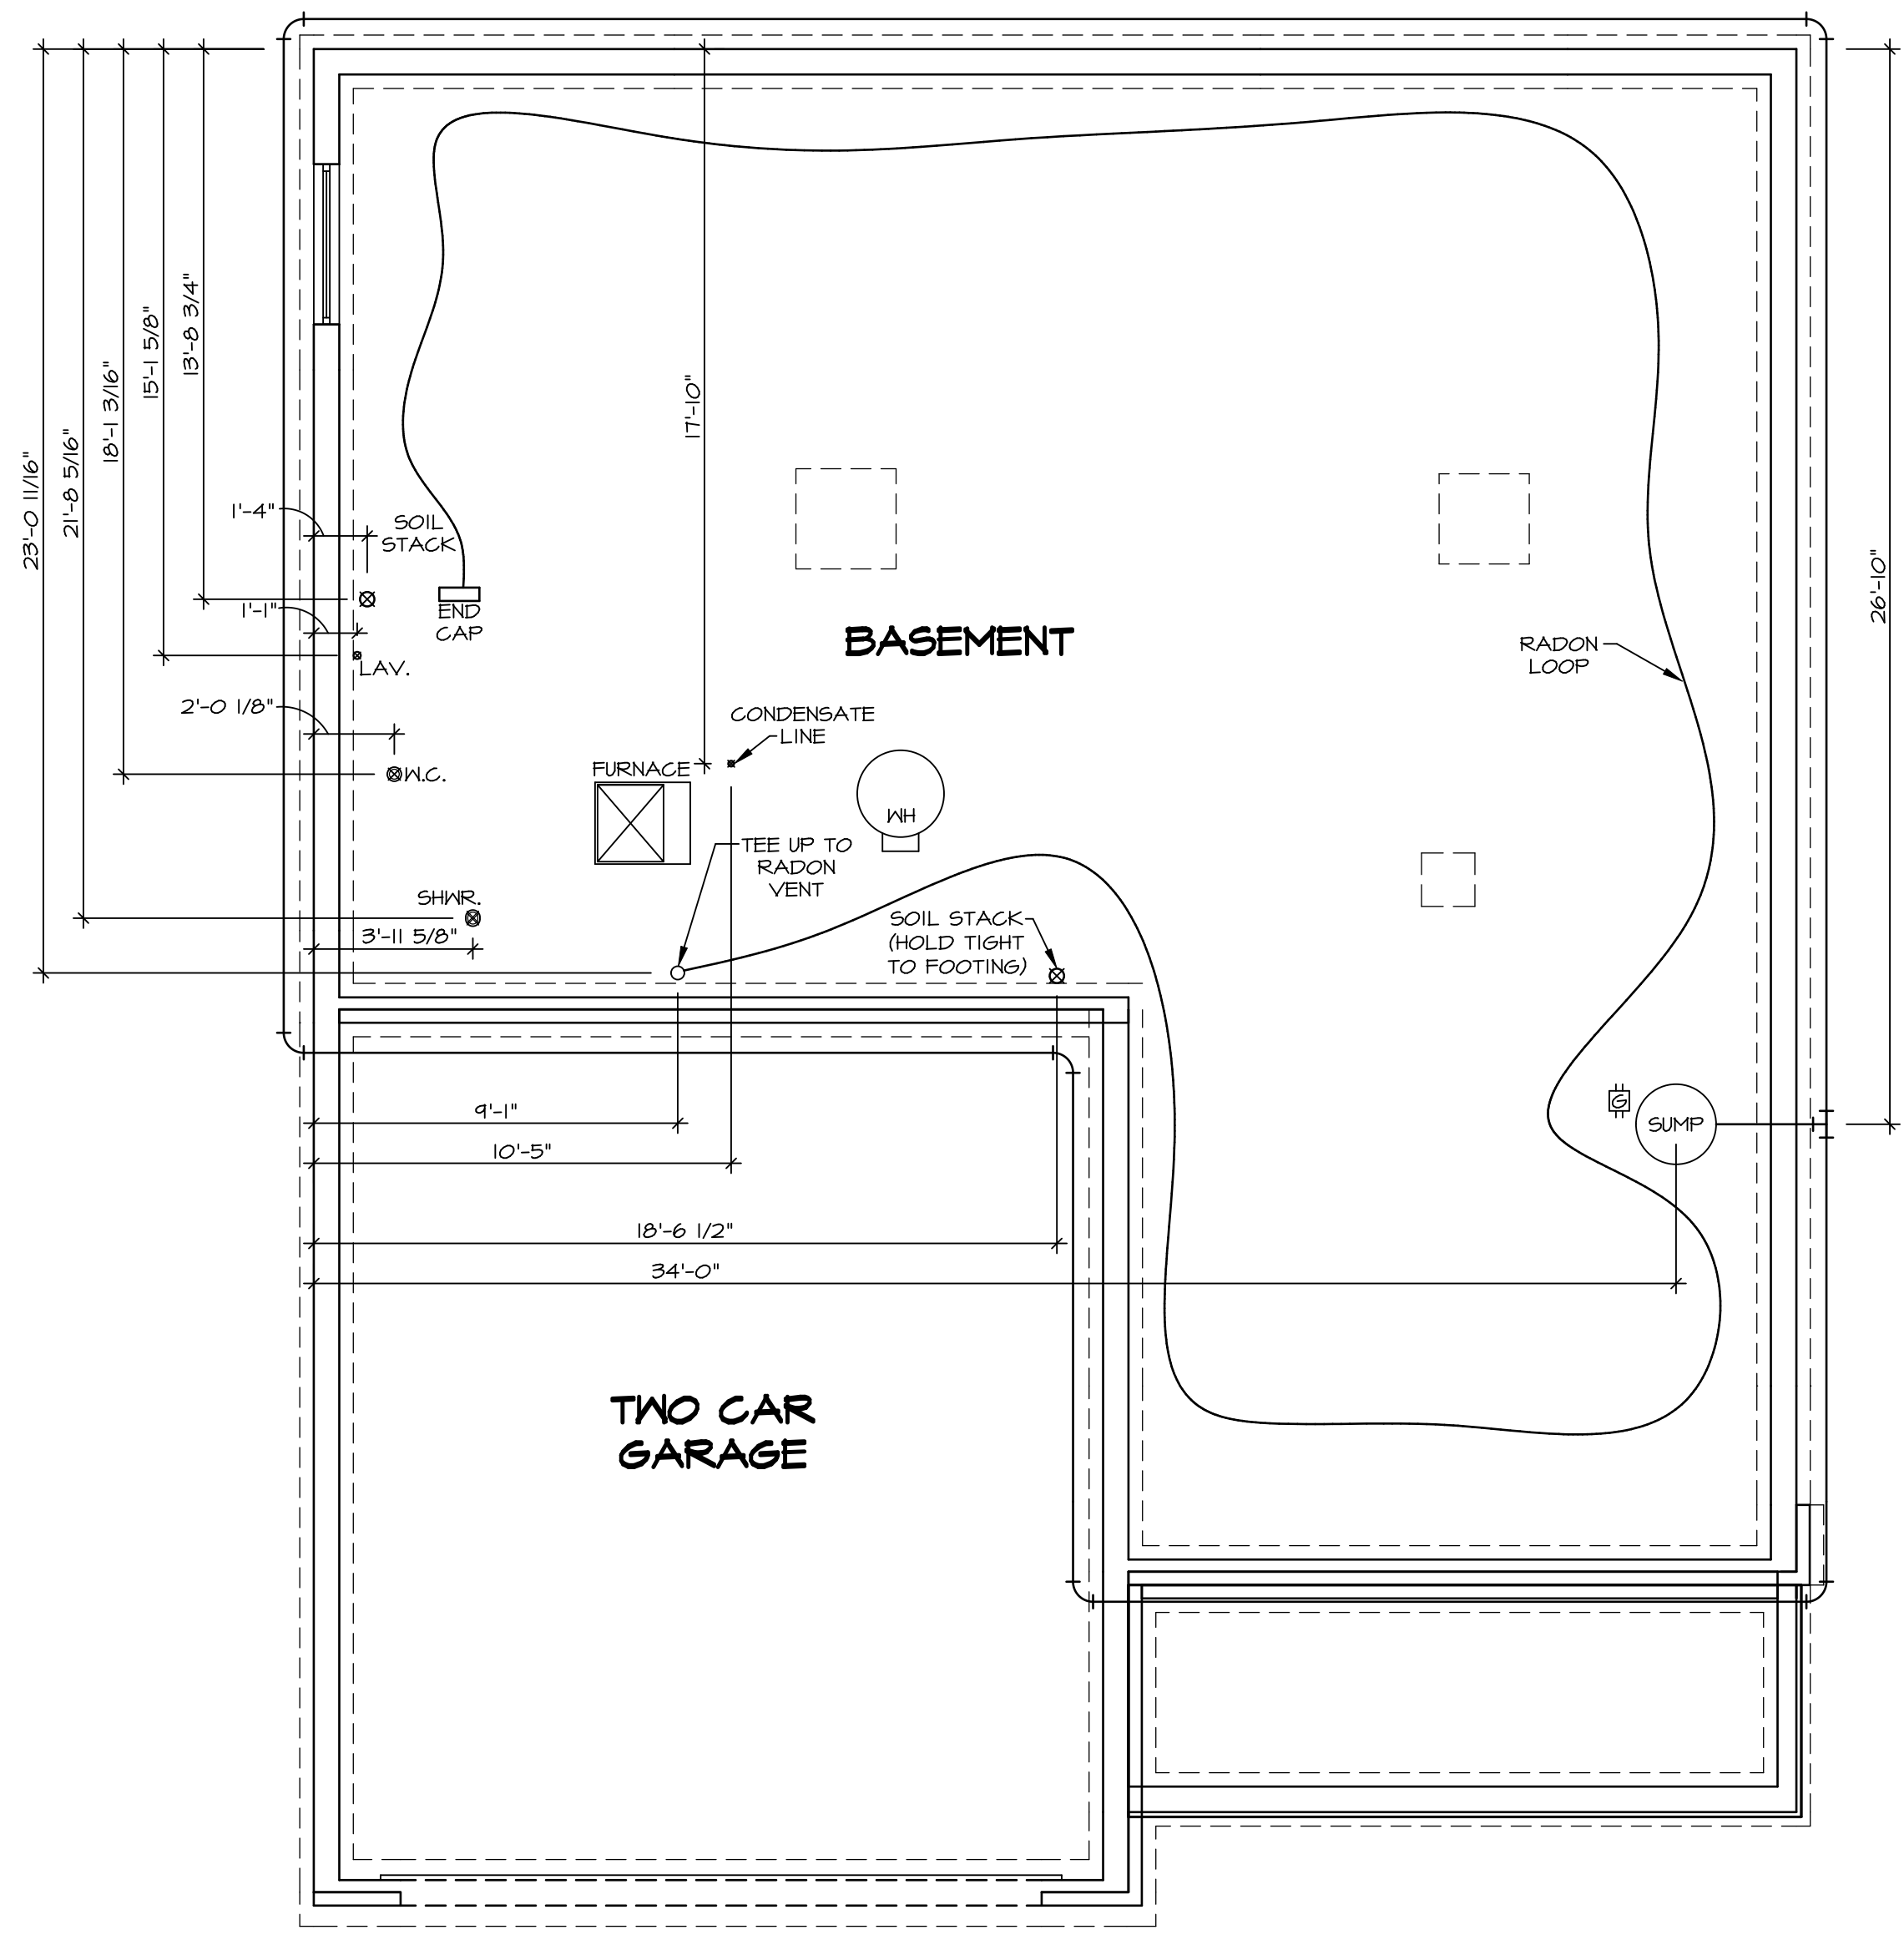 17'-10"
13'-8 3/4"
15'-1 5/8"
18'-1 3/16"
21'-8 5/16"
23'-0 11/16"
26'-10"
1'-4"
SOIL
STACK
1'-1"
END
CAP
LAV.
BASEMENT
RADON
LOOP
2'-0 1/8"
CONDENSATE
LINE
W.C.
FURNACE
WH
TEE UP TO
RADON
VENT
SHWR.
3'-11 5/8"
SOIL STACK
(HOLD TIGHT
TO FOOTING)
G
SUMP
9'-1"
10'-5"
18'-6 1/2"
34'-0"
TWO CAR
GARAGE